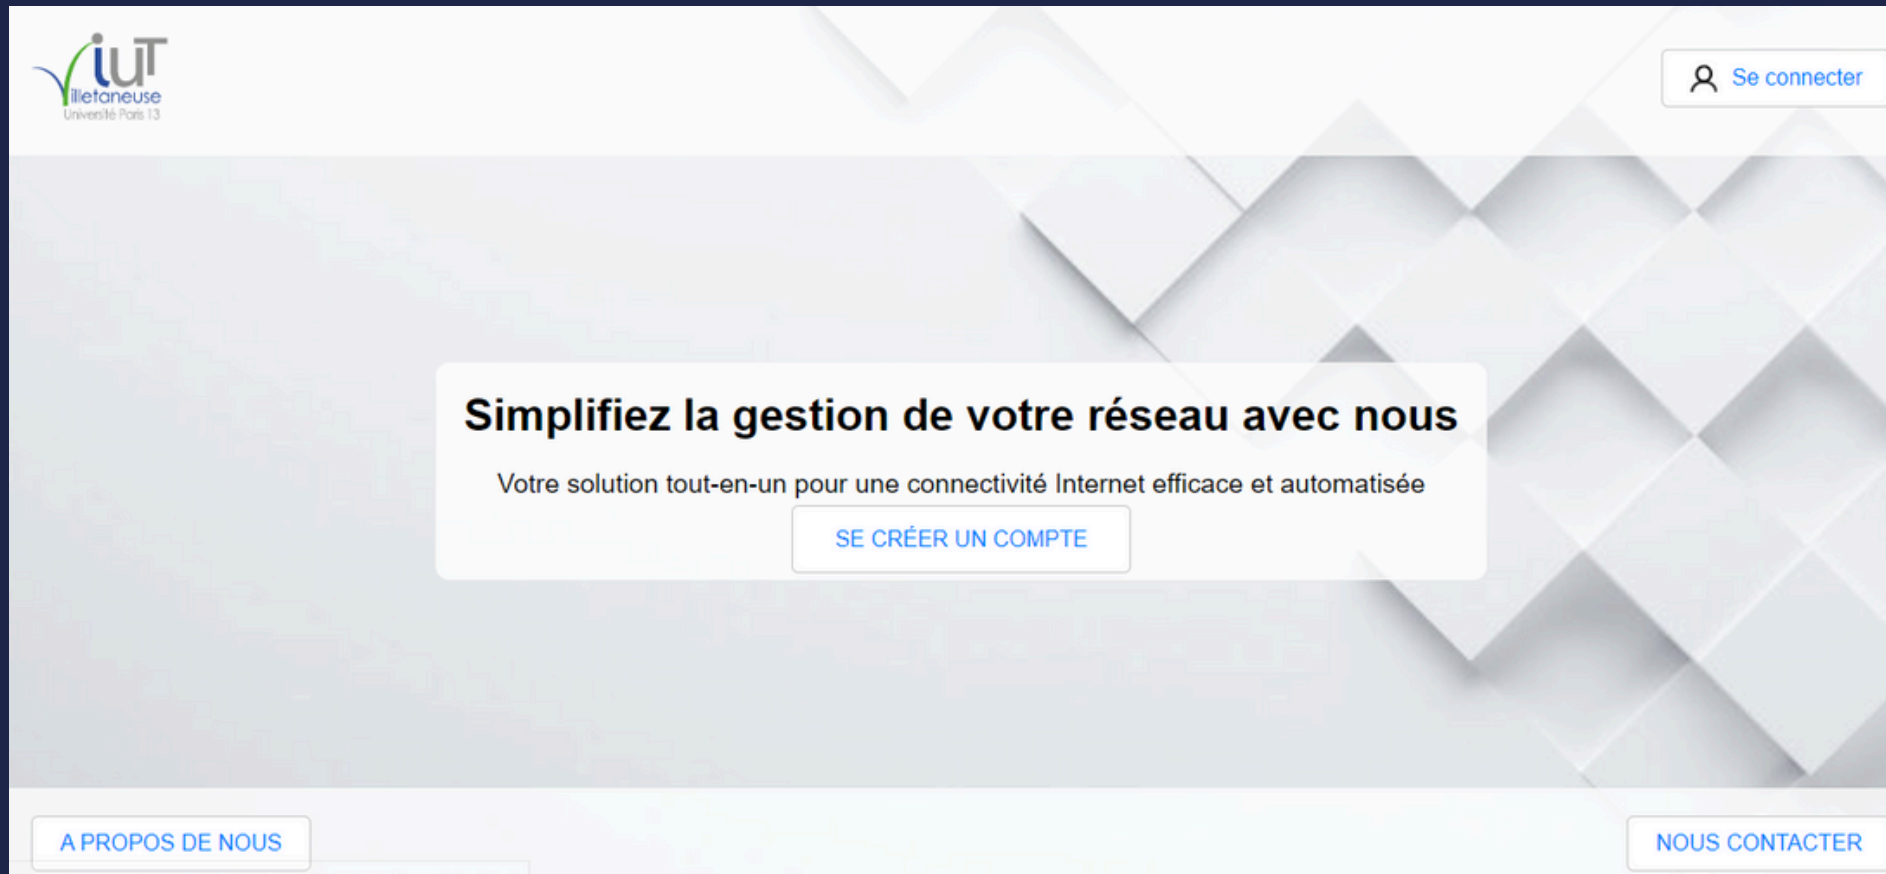 iUT
Villetaneuse
Université Paris 13
Se connecter
Simplifiez la gestion de votre réseau avec nous
Votre solution tout-en-un pour une connectivité Internet efficace et automatisée
SE CRÉER UN COMPTE
A PROPOS DE NOUS
NOUS CONTACTER